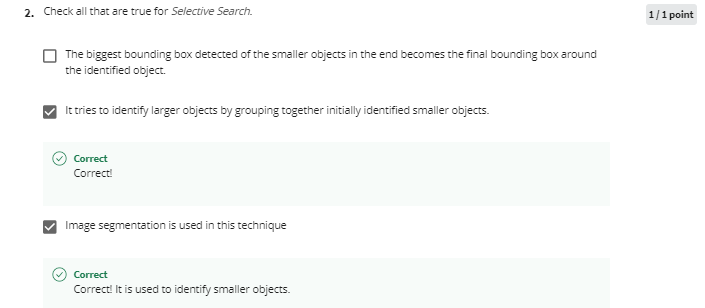 2. Check all that are true for Selective Search.
1 / 1 point
The biggest bounding box detected of the smaller objects in the end becomes the final bounding box around
the identified object.
It tries to identify larger objects by grouping together initially identified smaller objects.
Correct
Correct!
Image segmentation is used in this technique
Correct
Correct! It is used to identify smaller objects.